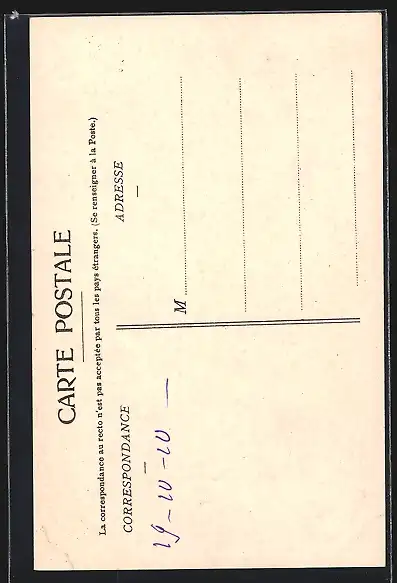 CARTE POSTALE
La correspondance au recto n'est pas acceptée par tous les pays étrangers. (Se renseigner à la Poste.)
CORRESPONDANCE
29-10-10-
ADRESSE
M